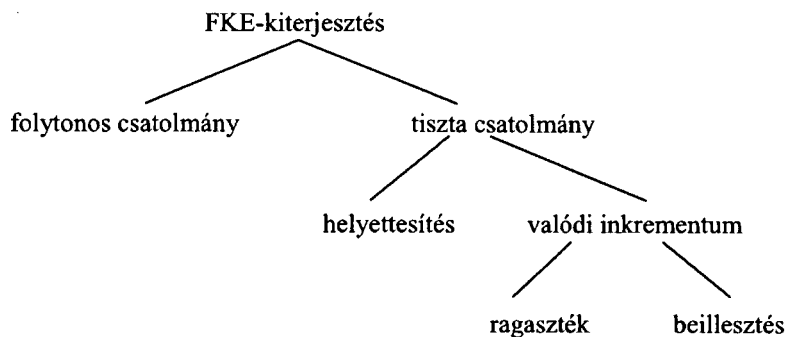 FKE-kiterjesztés
folytonos csatolmány tiszta csatolmány
helyettesítés valódi inkrementum
ragaszték beillesztés